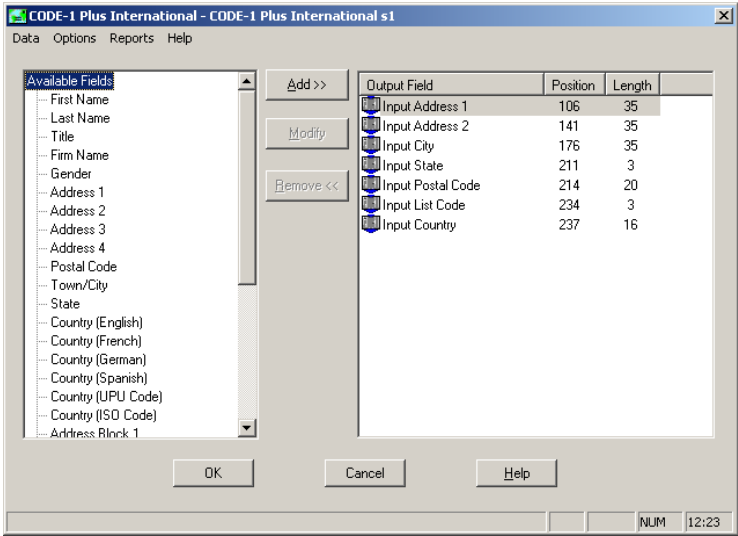 CODE-1 Plus International - CODE-1 Plus International s1
Data Options Reports Help
Available Fields
First Name
Last Name
Title
Firm Name
Gender
Address 1
Address 2
Address 3
Address 4
Postal Code
Town/City
State
Country (English)
Country (French)
Country (German)
Country (Spanish)
Country (UPU Code)
Country (ISO Code)
Address Block 1
Add >>
Modify
Remove <<
Output Field Position Length
Input Address 1 106 35
Input Address 2 141 35
Input City 176 35
Input State 211 3
Input Postal Code 214 20
Input List Code 234 3
Input Country 237 16
OK Cancel Help
NUM 12:23